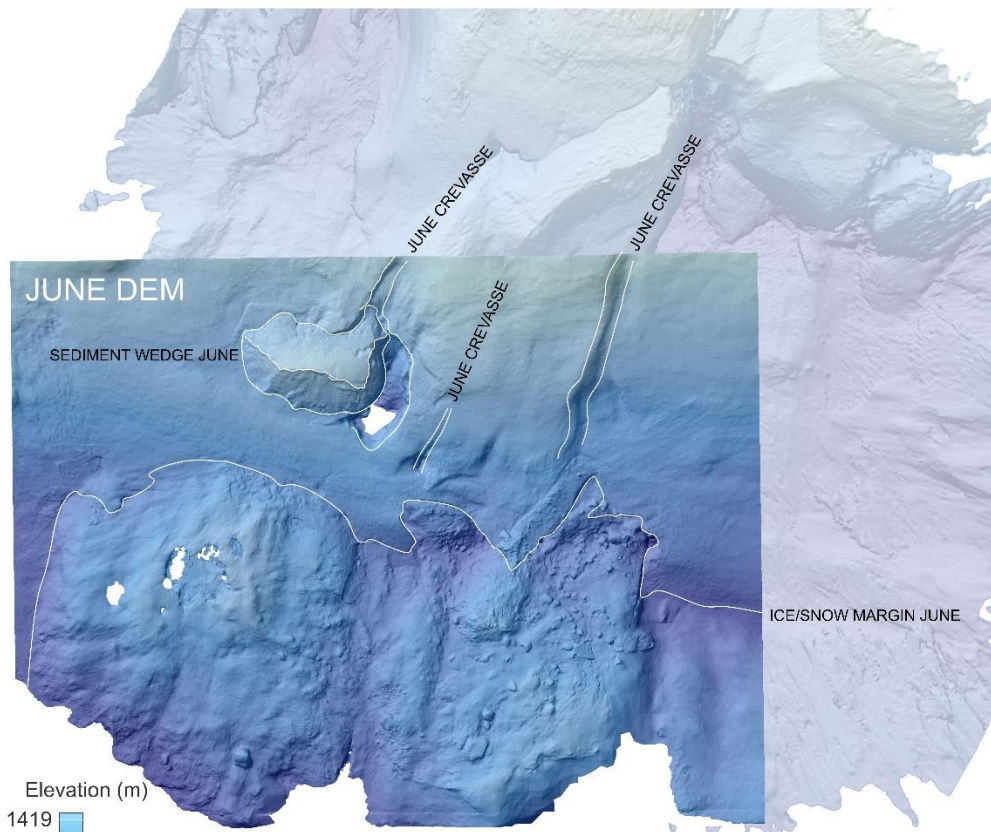 JUNE CREVASSE
JUNE CREVASSE
JUNE DEM
JUNE CREVASSE
SEDIMENT WEDGE JUNE
ICE/SNOW MARGIN JUNE
Elevation (m)
1419